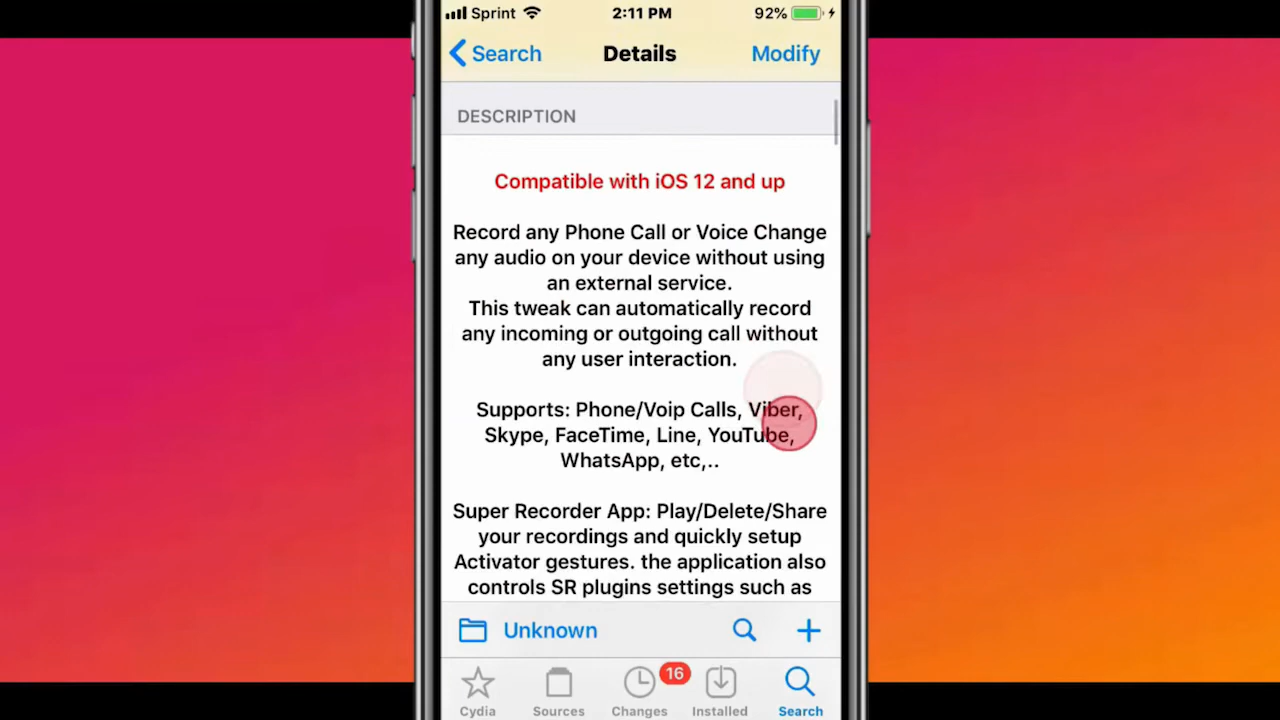 Sprint 2:11 PM 92%
Search Details Modify
DESCRIPTION
Compatible with iOS 12 and up
Record any Phone Call or Voice Change
any audio on your device without using
an external service.
This tweak can automatically record
any incoming or outgoing call without
any user interaction.
Supports: Phone/Voip Calls, Viber,
Skype, FaceTime, Line, YouTube,
WhatsApp, etc,..
Super Recorder App: Play/Delete/Share
your recordings and quickly setup
Activator gestures. the application also
controls SR plugins settings such as
Unknown
16
Cydia Sources Changes Installed Search